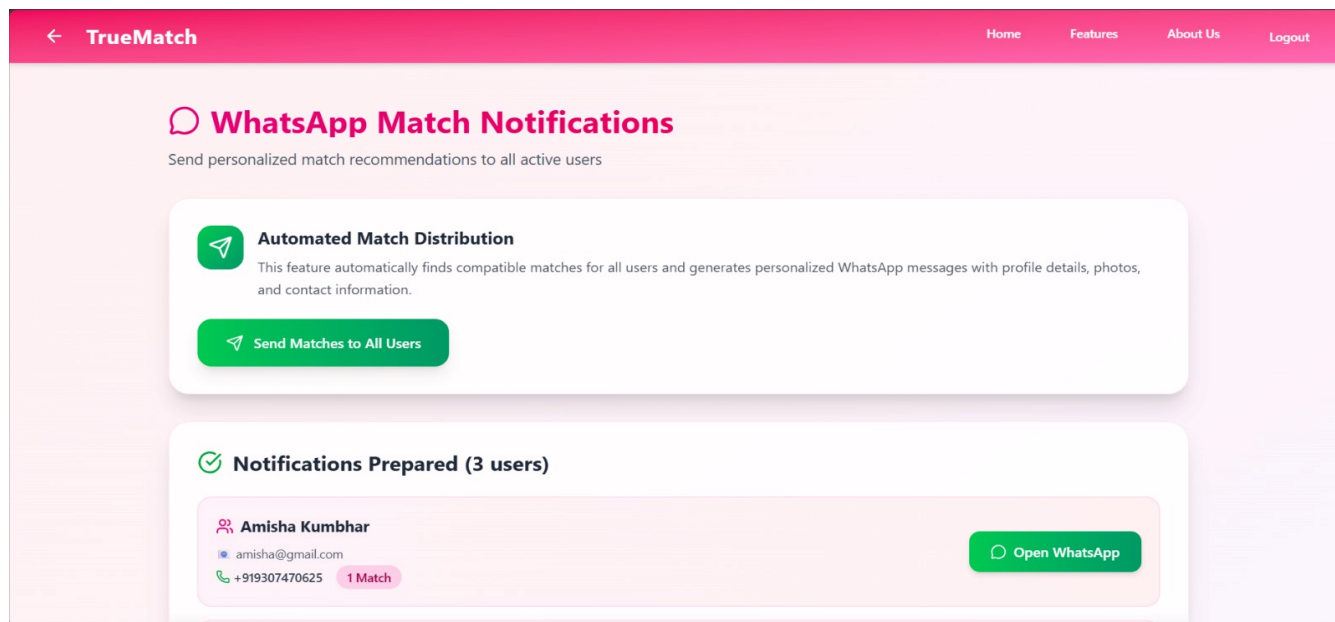 TrueMatch
Home
Features
About Us
Logout
WhatsApp Match Notifications
Send personalized match recommendations to all active users
Automated Match Distribution
This feature automatically finds compatible matches for all users and generates personalized WhatsApp messages with profile details, photos,
and contact information.
Send Matches to All Users
Notifications Prepared (3 users)
Amisha Kumbhar
amisha@gmail.com
+919307470625 1 Match
Open WhatsApp